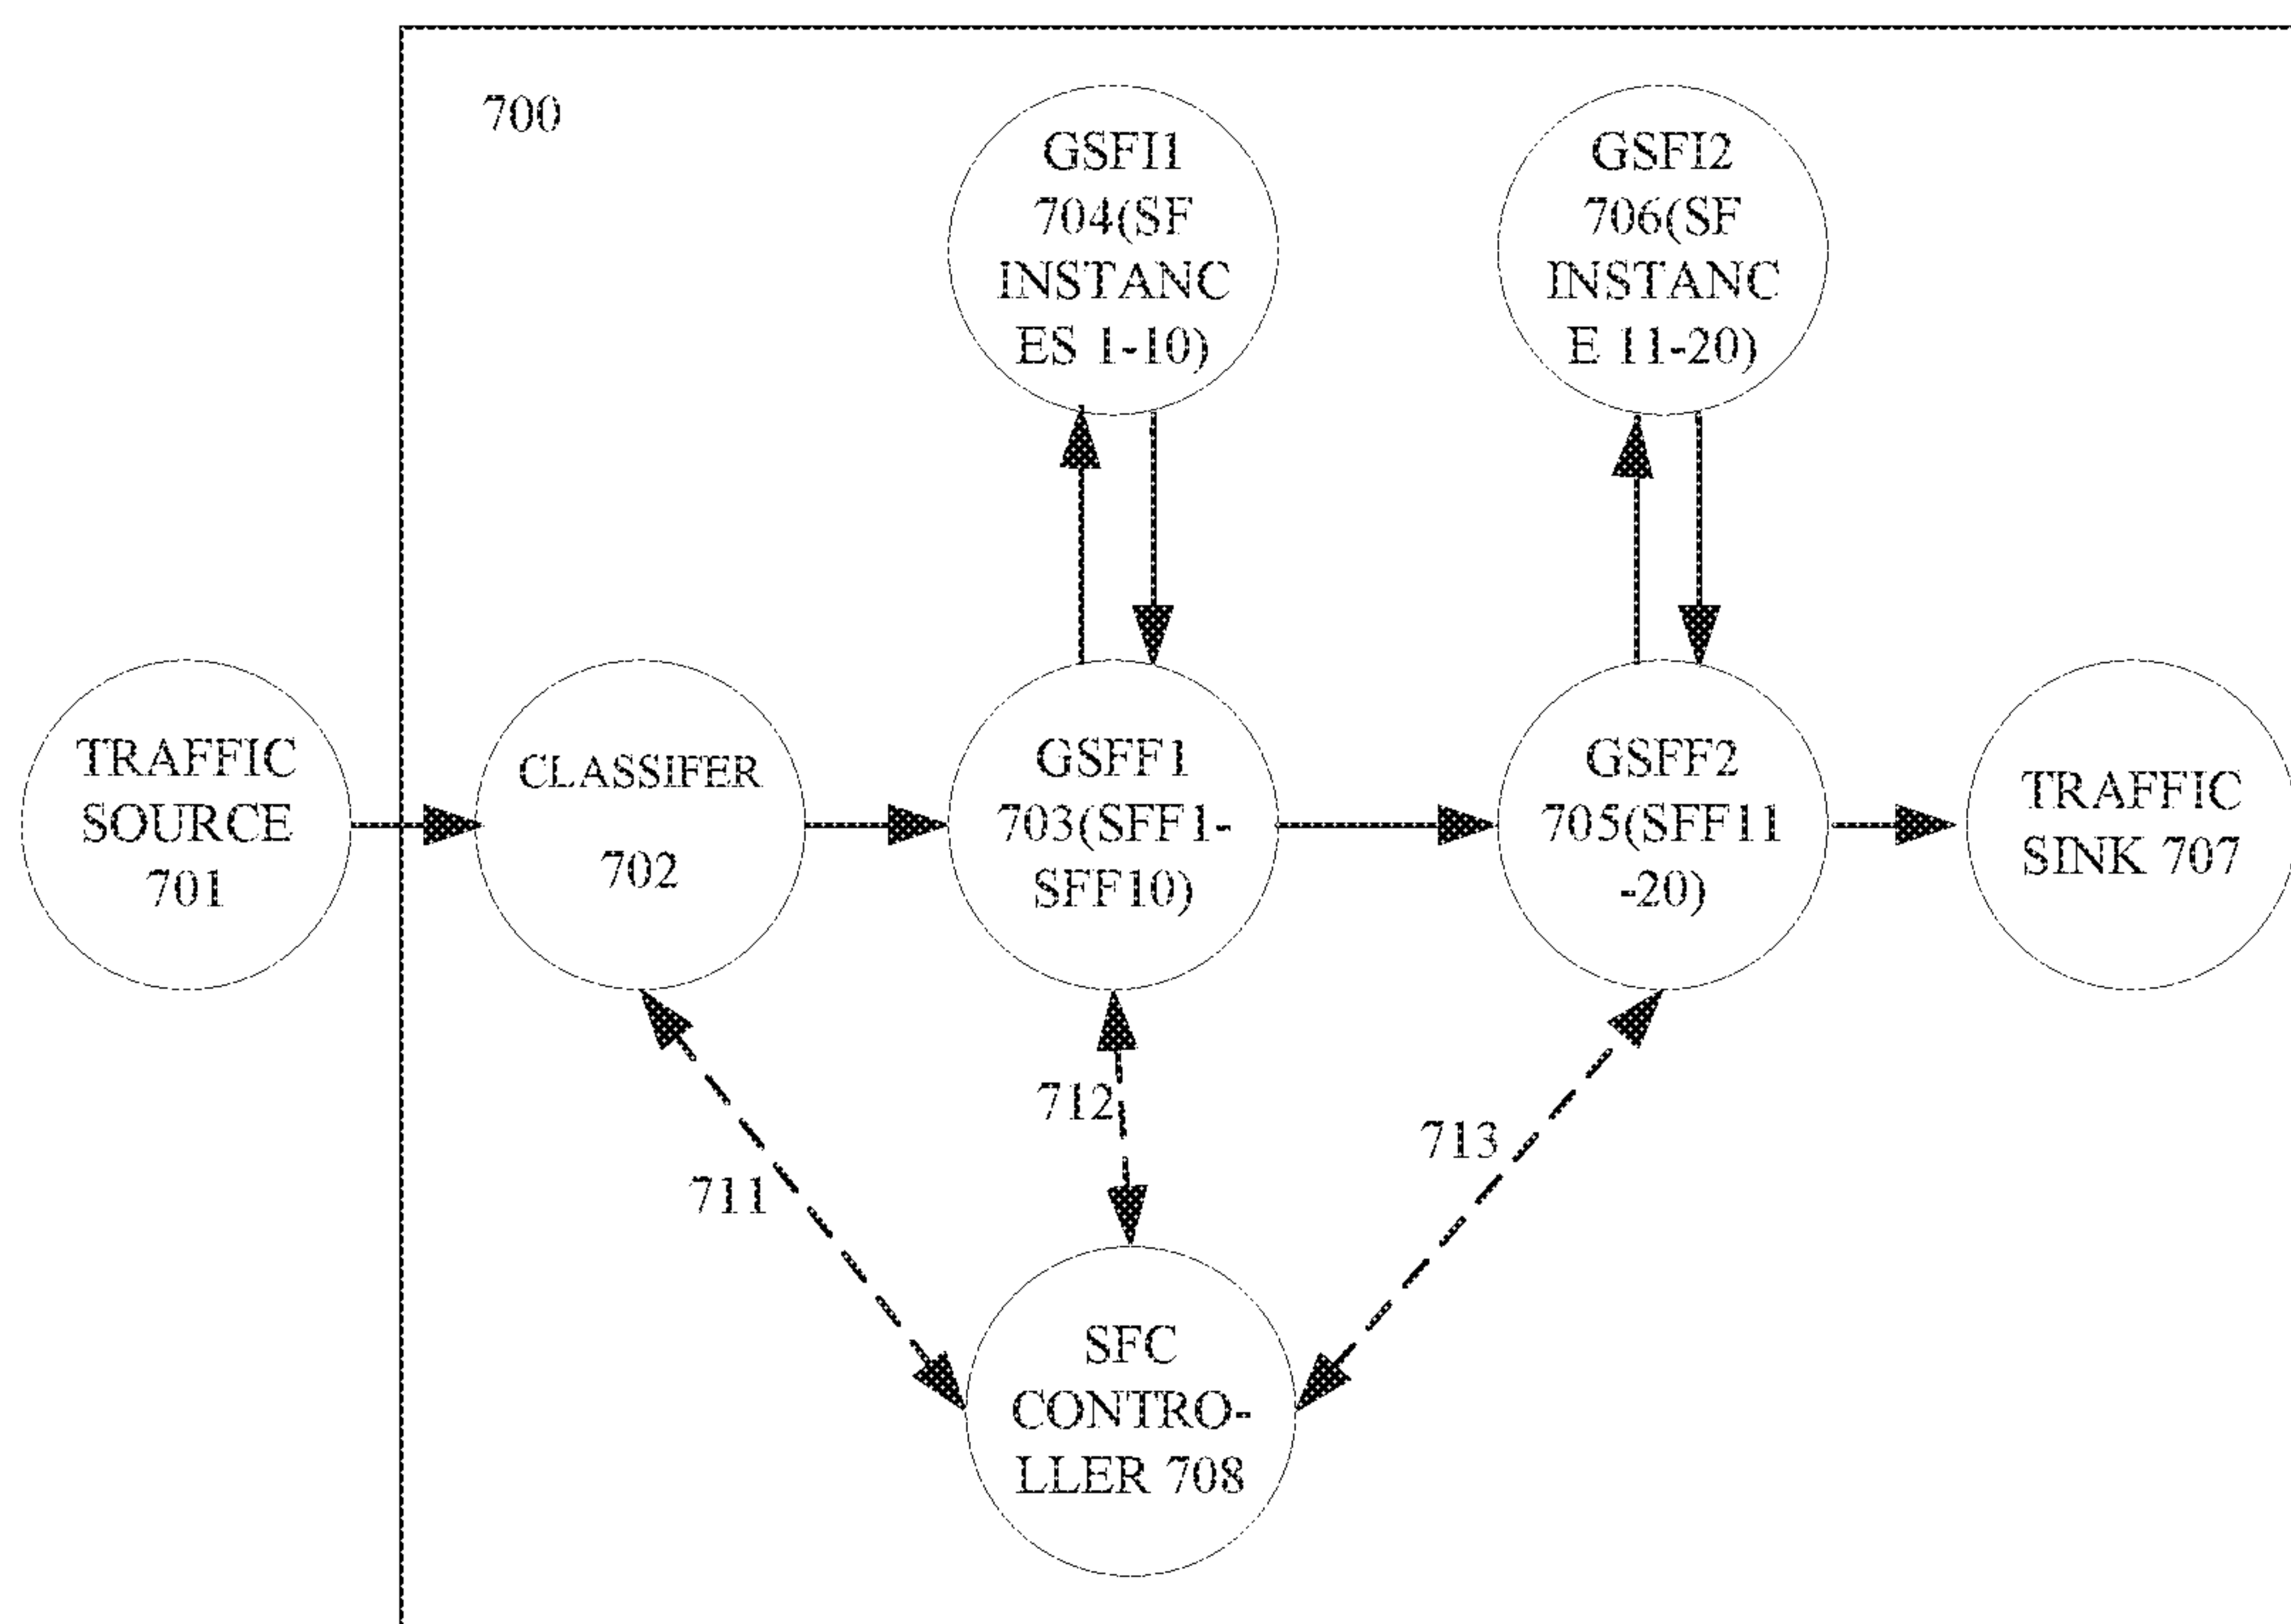 700
GSFI1
704(SF
INSTANC
ES 1-10)
GSFI2
706(SF
INSTANC
E 11-20)
TRAFFIC
SOURCE
701
CLASSIFER
702
GSFF1
703(SFF1-
SFF10)
GSFF2
705(SFF11
-20)
TRAFFIC
SINK 707
711
712
713
SFC
CONTRO-
LLER 708